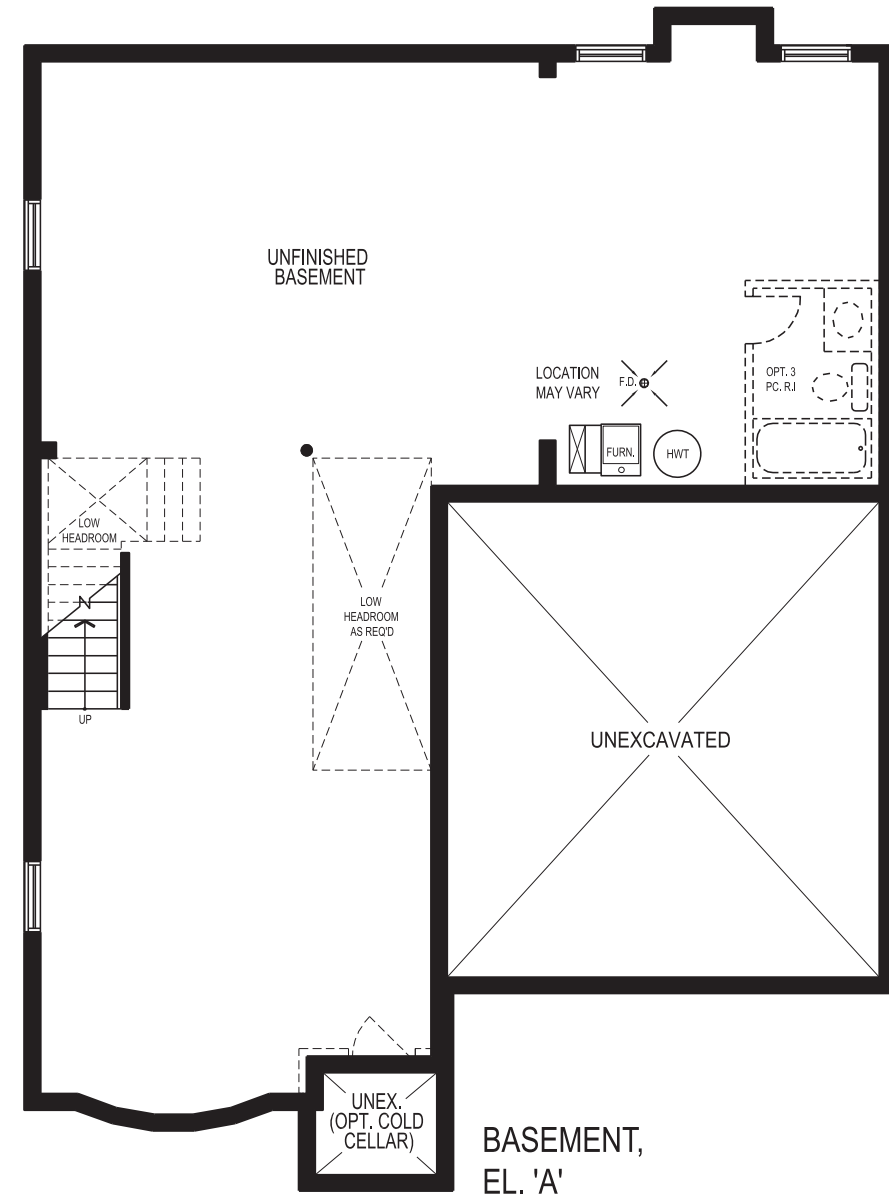 UNFINISHED
BASEMENT
LOCATION
MAY VARY
F.D.
OPT. 3
PC. R.I
FURN.
HWT
LOW
HEADROOM
LOW
HEADROOM
AS REQ'D
UP
UNEXCAVATED
UNEX.
(OPT. COLD
CELLAR)
BASEMENT,
EL. 'A'